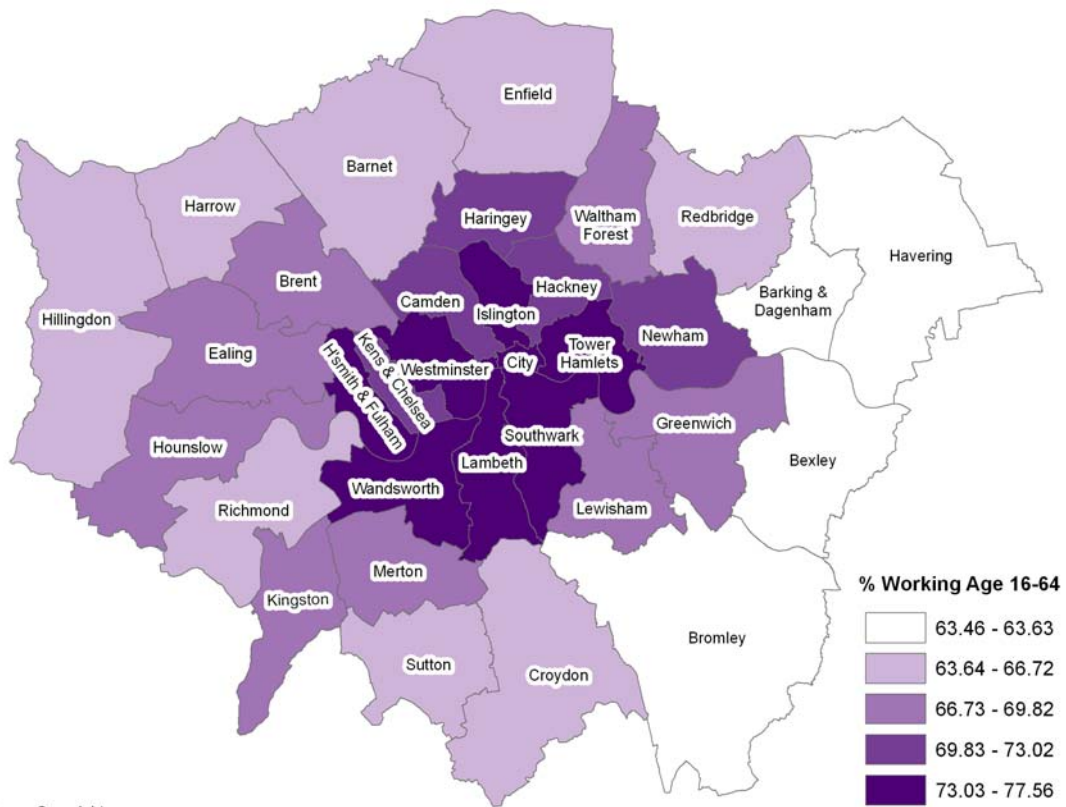 Enfield
Barnet
Harrow
Haringey
Waltham
Forest
Redbridge
Havering
Brent
Camden
Hackney
Barking &
Dagenham
Hillingdon
Islington
Newham
Ealing
Kens & Chelsea
H'smith & Fulham
Westminster
City
Tower
Hamlets
Hounslow
Southwark
Greenwich
Lambeth
Bexley
Wandsworth
Richmond
Lewisham
Merton
Kingston
Bromley
Sutton
Croydon
% Working Age 16-64
63.46 - 63.63
63.64 - 66.72
66.73 - 69.82
69.83 - 73.02
73.03 - 77.56